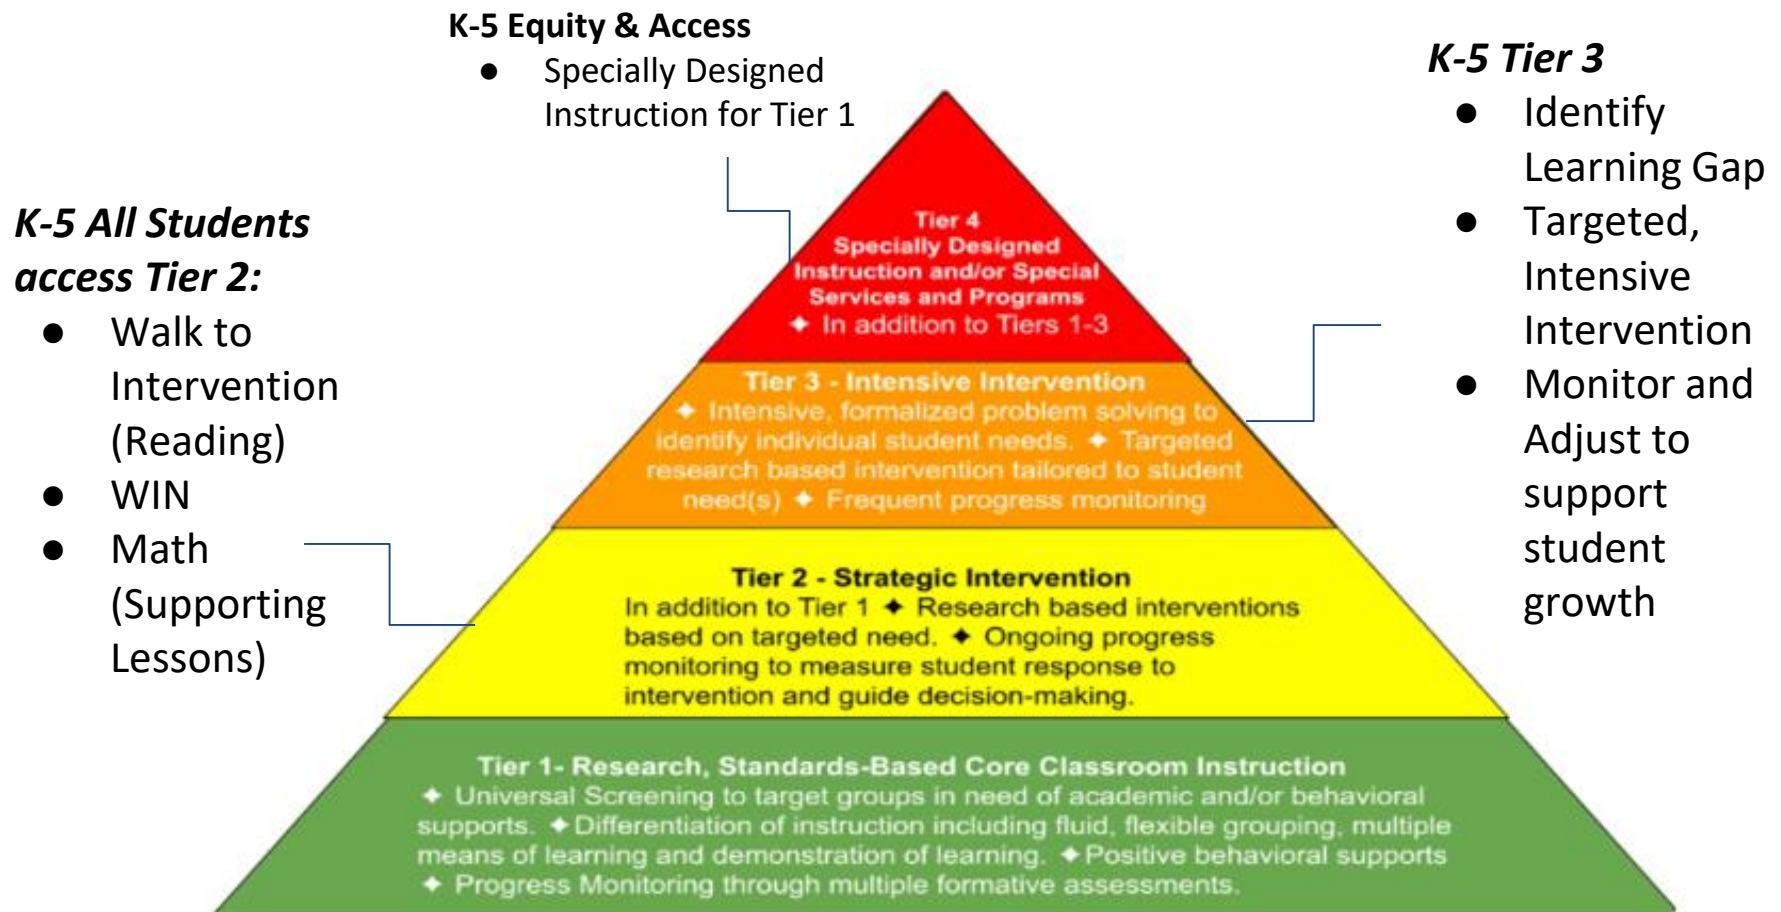 K-5 Equity & Access
● Specially Designed
Instruction for Tier 1
K-5 All Students
access Tier 2:
● Walk to
Intervention
(Reading)
● WIN
● Math
(Supporting
Lessons)
K-5 Tier 3
● Identify
Learning Gap
● Targeted,
Intensive
Intervention
● Monitor and
Adjust to
support
student
growth
Tier 4
Specially Designed
Instruction and/or Special
Services and Programs
✦ In addition to Tiers 1-3
Tier 3 - Intensive Intervention
✦ Intensive, formalized problem solving to
identify individual student needs. ✦ Targeted
research based intervention tailored to student
need(s) ✦ Frequent progress monitoring
Tier 2 - Strategic Intervention
In addition to Tier 1 ✦ Research based interventions
based on targeted need. ✦ Ongoing progress
monitoring to measure student response to
intervention and guide decision-making.
Tier 1- Research, Standards-Based Core Classroom Instruction
✦ Universal Screening to target groups in need of academic and/or behavioral
supports. ✦Differentiation of instruction including fluid, flexible grouping, multiple
means of learning and demonstration of learning. ✦Positive behavioral supports
✦ Progress Monitoring through multiple formative assessments.